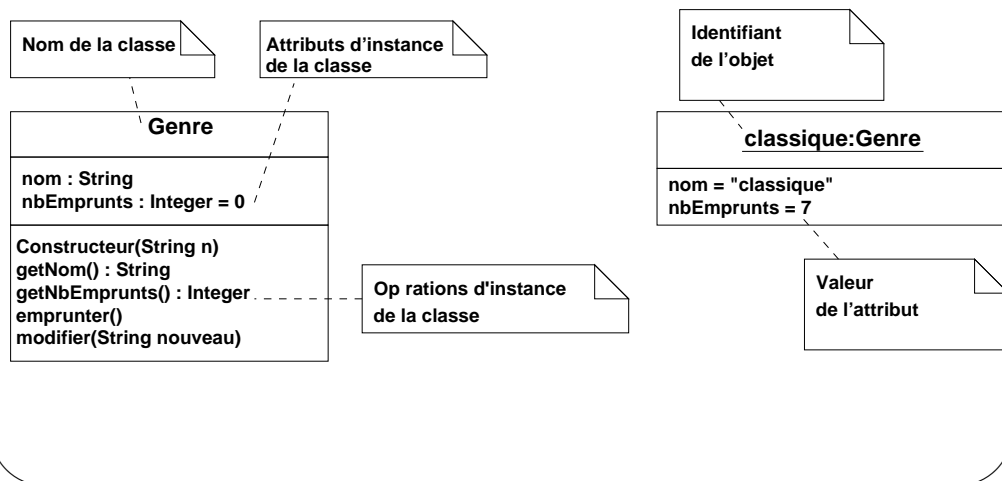 Nom de la classe
Attributs d'instance
de la classe
Genre
nom : String
nbEmprunts : Integer = 0
Constructeur(String n)
getNom() : String
getNbEmprunts() : Integer
emprunter()
modifier(String nouveau)
Op rations d'instance
de la classe
Identifiant
de l'objet
classique:Genre
nom = "classique"
nbEmprunts = 7
Valeur
de l'attribut